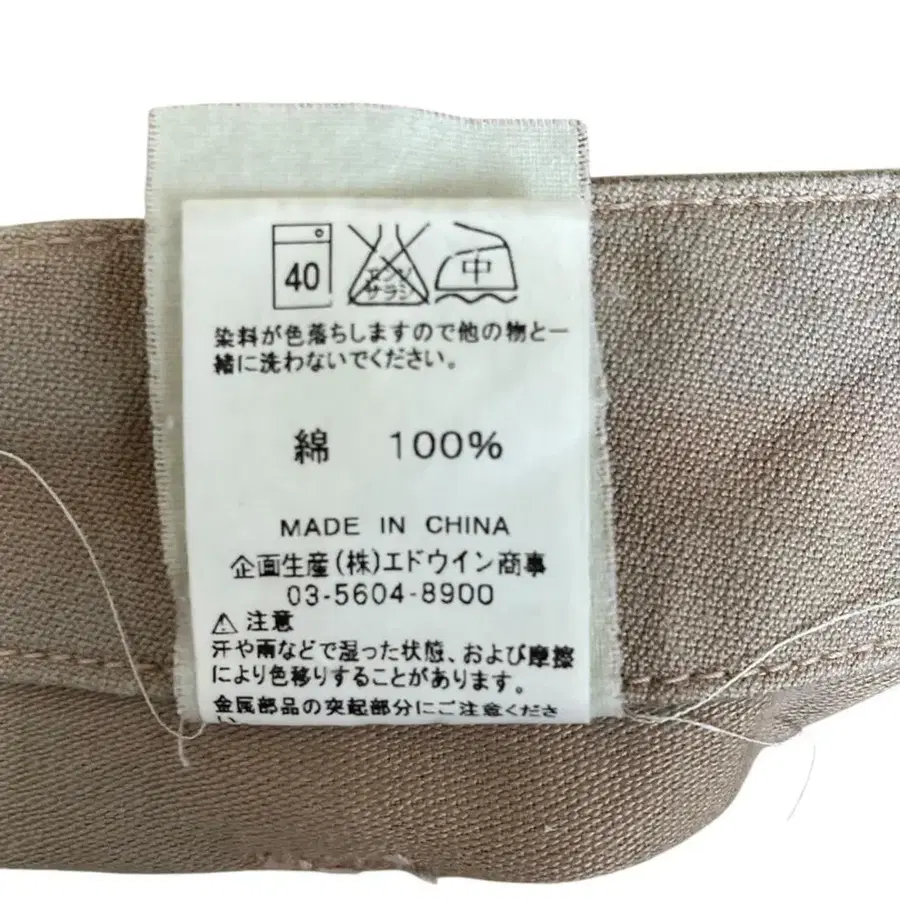 40 エンソ サラシ 中
染料が色落ちしますので他の物と一
緒に洗わないでください。
綿 100%
MADE IN CHINA
企画生産(株)エドウイン商事
03-5604-8900
⚠ 注意
汗や雨などで湿った状態、および摩擦
により色移りすることがあります。
金属部品の突起部分にご注意くださ
い